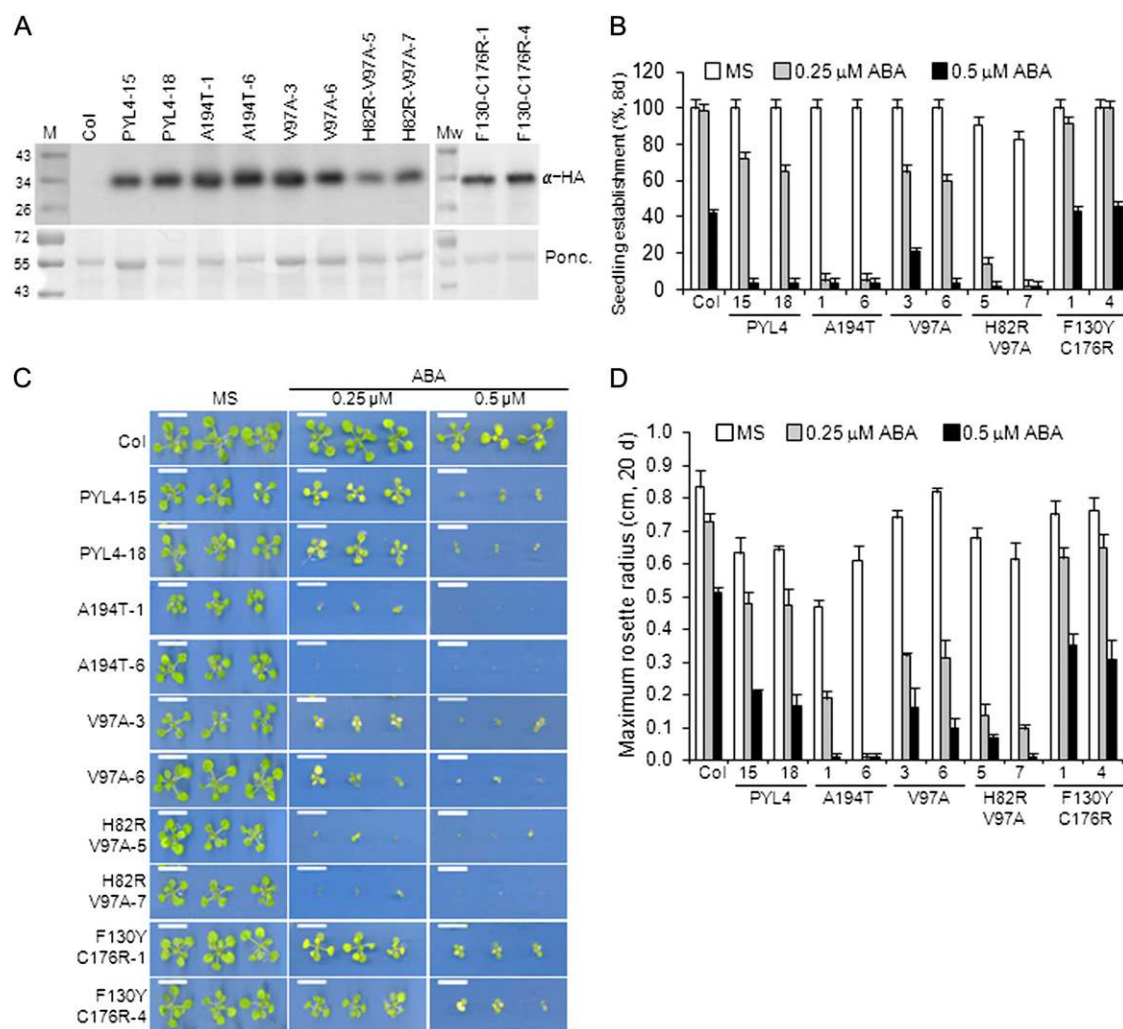 A
M
Col
PYL4-15
PYL4-18
A194T-1
A194T-6
V97A-3
V97A-6
H82R-V97A-5
H82R-V97A-7
Mw
F130-C176R-1
F130-C176R-4
43
34
26
α-HA
72
55
43
Ponc.
B
MS 0.25 µM ABA 0.5 µM ABA
Seedling establishment (%, 8d)
120
100
80
60
40
20
0
Col 15 18 1 6 3 6 5 7 1 4
PYL4 A194T V97A H82R F130Y
V97A C176R
C
ABA
MS 0.25 µM 0.5 µM
Col
PYL4-15
PYL4-18
A194T-1
A194T-6
V97A-3
V97A-6
H82R
V97A-5
H82R
V97A-7
F130Y
C176R-1
F130Y
C176R-4
D
MS 0.25 µM ABA 0.5 µM ABA
Maximum rosette radius (cm, 20 d)
1.0
0.9
0.8
0.7
0.6
0.5
0.4
0.3
0.2
0.1
0.0
Col 15 18 1 6 3 6 5 7 1 4
PYL4 A194T V97A H82R F130Y
V97A C176R